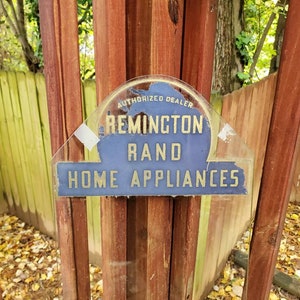 AUTHORIZED DEALER
REMINGTON
RAND
HOME APPLIANCES